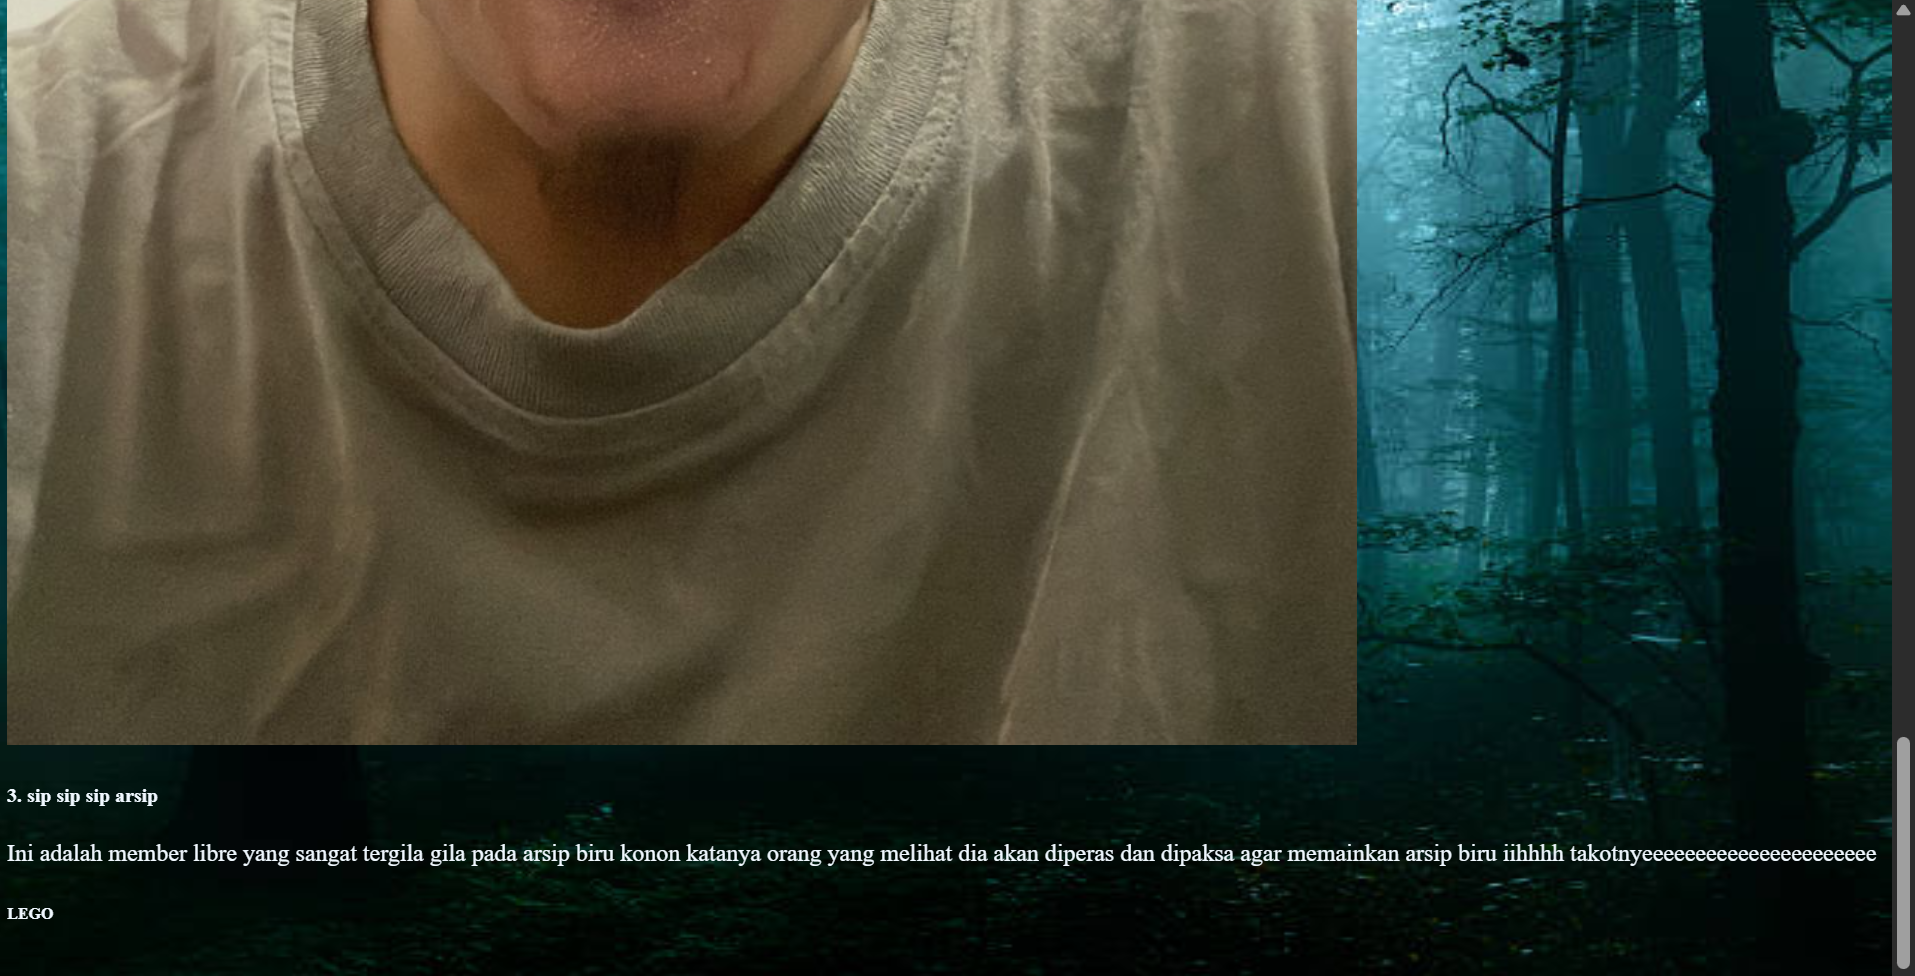 3. sip sip sip arsip
Ini adalah member libre yang sangat tergila gila pada arsip biru konon katanya orang yang melihat dia akan diperas dan dipaksa agar memainkan arsip biru iihhhh takotnyeeeeeeeeeeeeeeeeeeeeee
LEGO